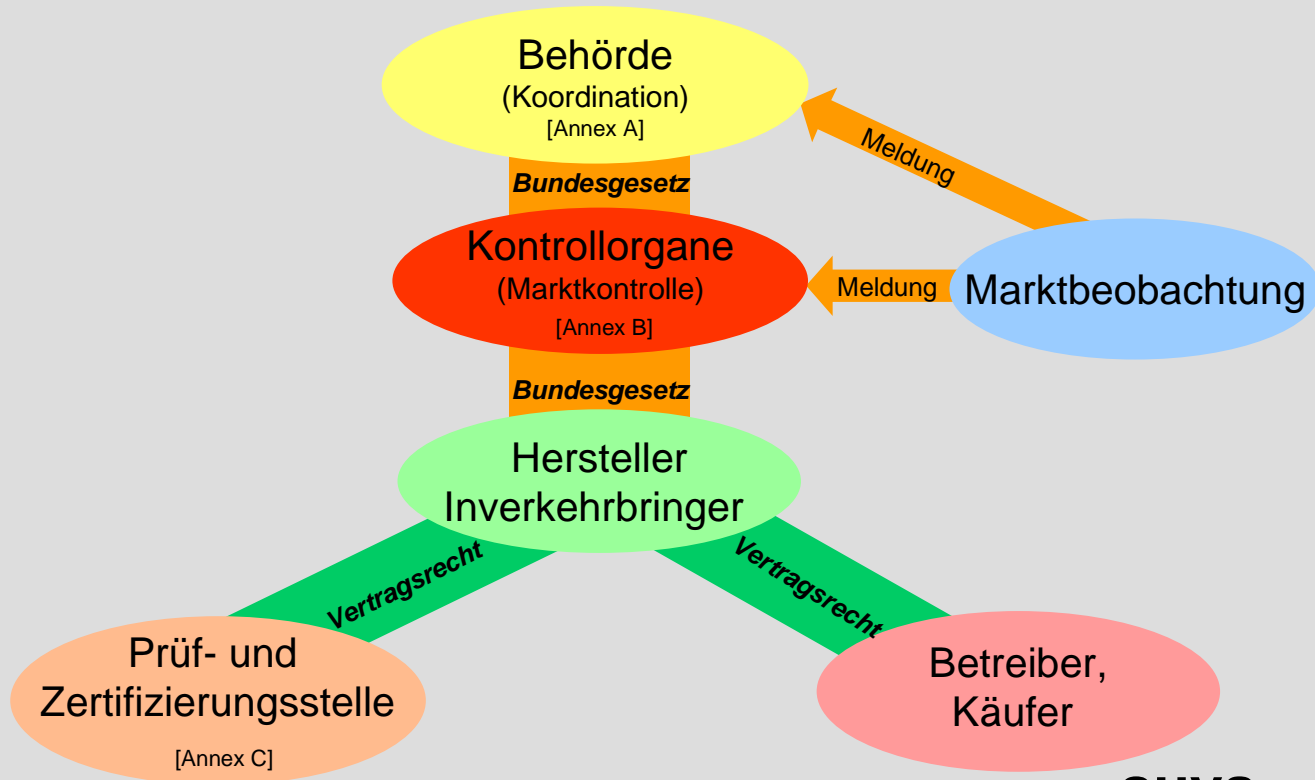 Behörde
(Koordination)
[Annex A]
Meldung
Bundesgesetz
Kontrollorgane
(Marktkontrolle)
[Annex B]
Meldung
Marktbeobachtung
Bundesgesetz
Hersteller
Inverkehrbringer
Vertragsrecht
Vertragsrecht
Prüf- und
Zertifizierungsstelle
[Annex C]
Betreiber,
Käufer